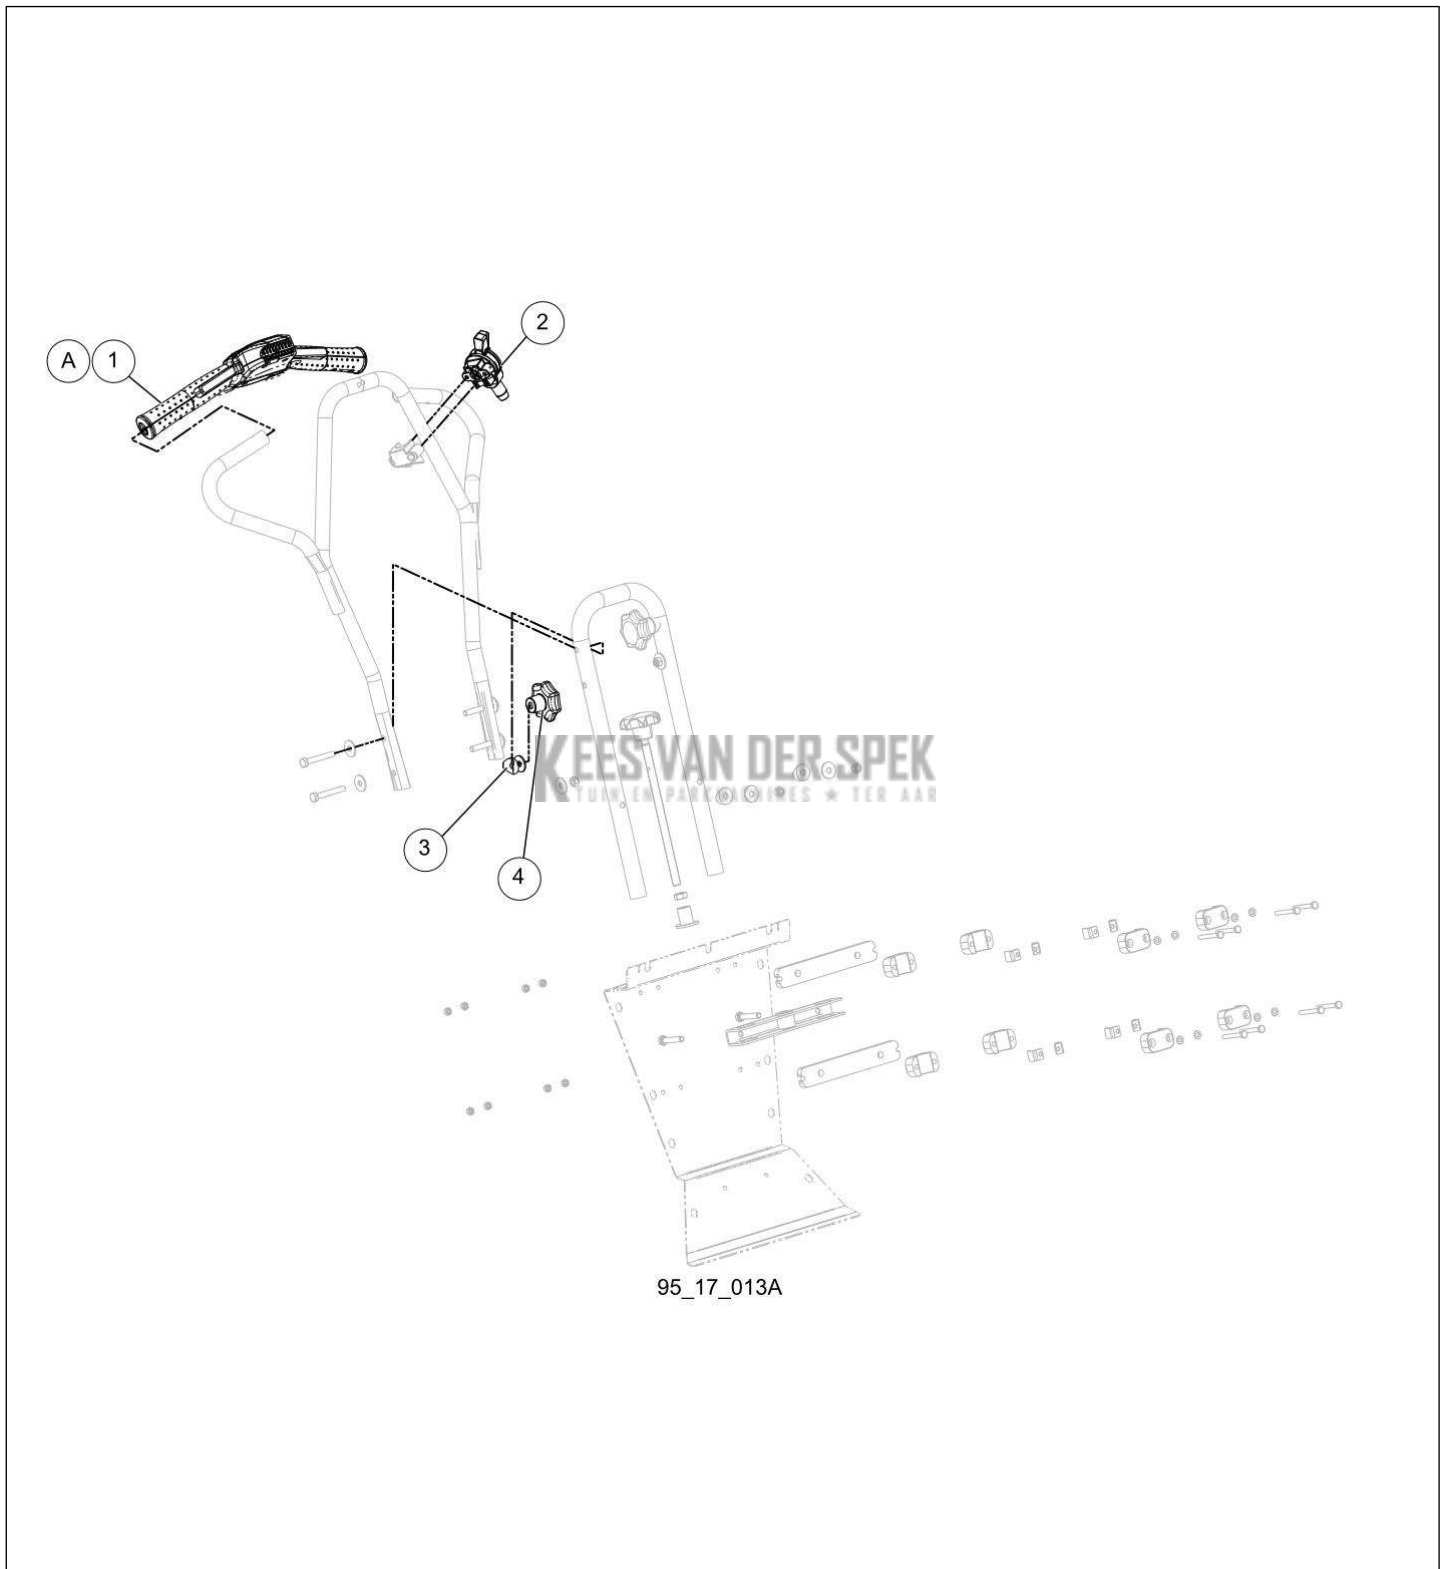 2
A
1
KEES VAN DER SPEK
TUIN EN PARKMACHINES ★ TER AAR
3
4
95_17_013A